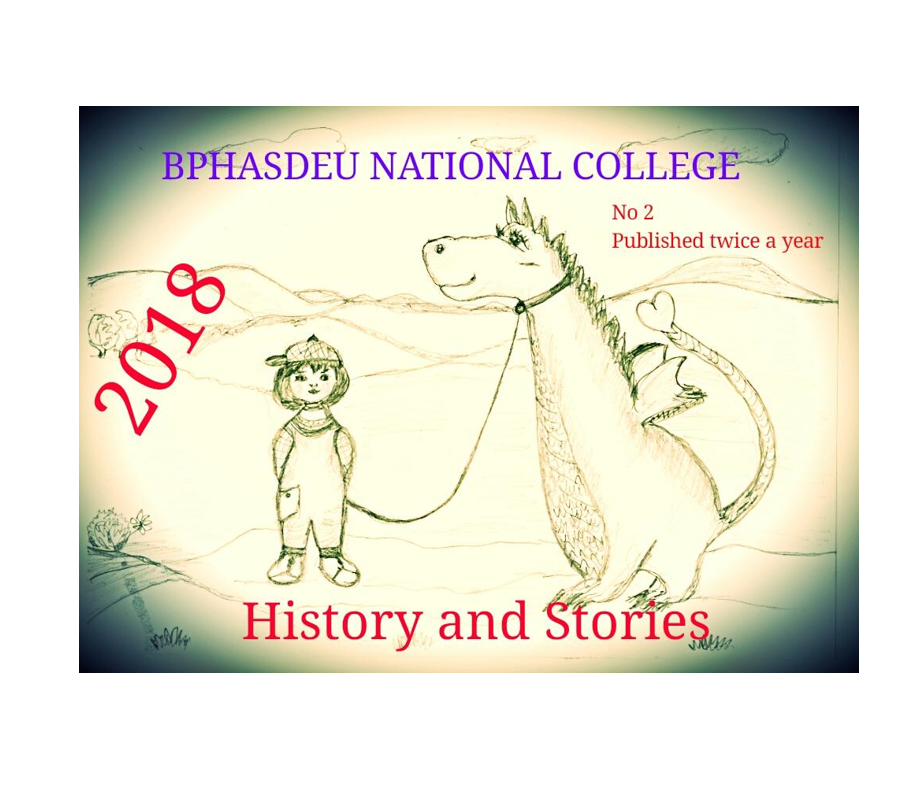 BPHASDEU NATIONAL COLLEGE
No 2
Published twice a year
2018
History and Stories